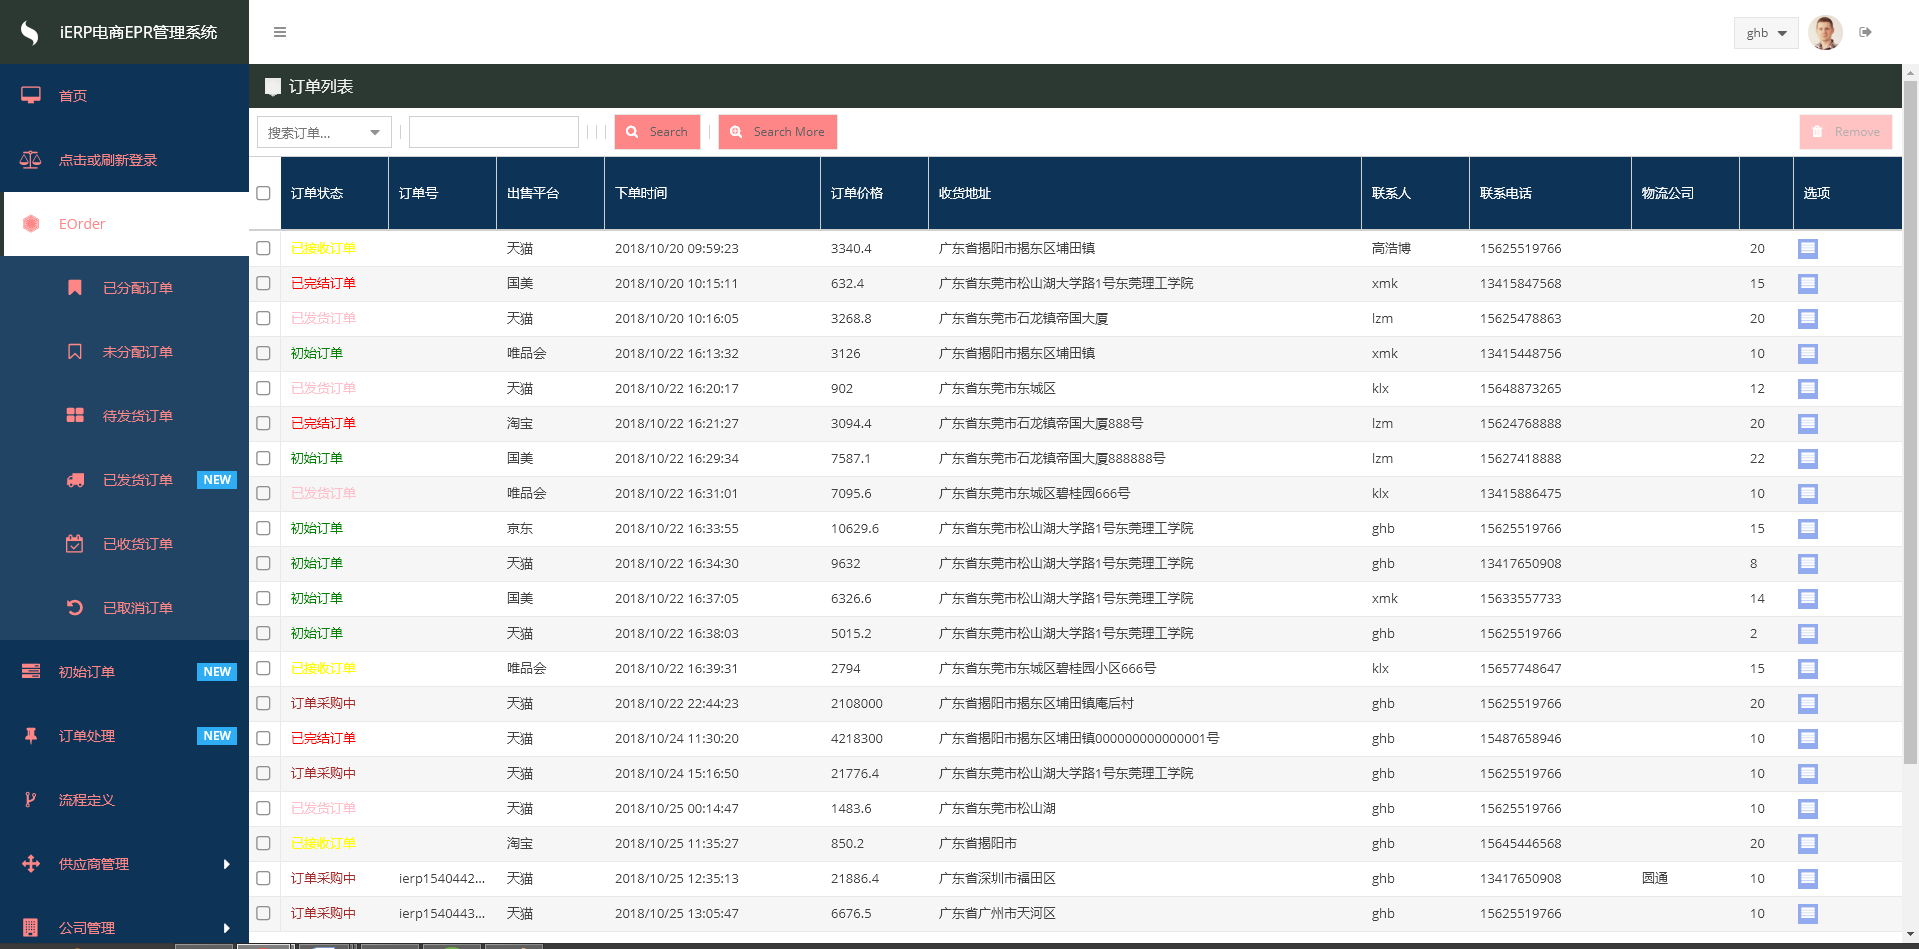 iERP电商EPR管理系统
ghb
首页
点击或刷新登录
EOrder
已分配订单
未分配订单
待发货订单
已发货订单 NEW
已收货订单
已取消订单
初始订单 NEW
订单处理 NEW
流程定义
供应商管理
公司管理
订单列表
搜索订单... Search Search More Remove
订单状态 订单号 出售平台 下单时间 订单价格 收货地址 联系人 联系电话 物流公司 选项
已接收订单 天猫 2018/10/20 09:59:23 3340.4 广东省揭阳市揭东区埔田镇 高浩博 15625519766 20
已完结订单 国美 2018/10/20 10:15:11 632.4 广东省东莞市松山湖大学路1号东莞理工学院 xmk 13415847568 15
已发货订单 天猫 2018/10/20 10:16:05 3268.8 广东省东莞市石龙镇帝国大厦 lzm 15625478863 20
初始订单 唯品会 2018/10/22 16:13:32 3126 广东省揭阳市揭东区埔田镇 xmk 13415448756 10
已发货订单 天猫 2018/10/22 16:20:17 902 广东省东莞市东城区 klx 15648873265 12
已完结订单 淘宝 2018/10/22 16:21:27 3094.4 广东省东莞市石龙镇帝国大厦888号 lzm 15624768888 20
初始订单 国美 2018/10/22 16:29:34 7587.1 广东省东莞市石龙镇帝国大厦888888号 lzm 15627418888 22
已发货订单 唯品会 2018/10/22 16:31:01 7095.6 广东省东莞市东城区碧桂园666号 klx 13415886475 10
初始订单 京东 2018/10/22 16:33:55 10629.6 广东省东莞市松山湖大学路1号东莞理工学院 ghb 15625519766 15
初始订单 天猫 2018/10/22 16:34:30 9632 广东省东莞市松山湖大学路1号东莞理工学院 ghb 13417650908 8
初始订单 国美 2018/10/22 16:37:05 6326.6 广东省东莞市松山湖大学路1号东莞理工学院 xmk 15633557733 14
初始订单 天猫 2018/10/22 16:38:03 5015.2 广东省东莞市松山湖大学路1号东莞理工学院 ghb 15625519766 2
已接收订单 唯品会 2018/10/22 16:39:31 2794 广东省东莞市东城区碧桂园小区666号 klx 15657748647 15
订单采购中 天猫 2018/10/22 22:44:23 2108000 广东省揭阳市揭东区埔田镇庵后村 ghb 15625519766 20
已完结订单 天猫 2018/10/24 11:30:20 4218300 广东省揭阳市揭东区埔田镇000000000000001号 ghb 15487658946 10
订单采购中 天猫 2018/10/24 15:16:50 21776.4 广东省东莞市松山湖大学路1号东莞理工学院 ghb 15625519766 10
已发货订单 天猫 2018/10/25 00:14:47 1483.6 广东省东莞市松山湖 ghb 15625519766 10
已接收订单 淘宝 2018/10/25 11:35:27 850.2 广东省揭阳市 ghb 15645446568 20
订单采购中 ierp1540442... 天猫 2018/10/25 12:35:13 21886.4 广东省深圳市福田区 ghb 13417650908 圆通 10
订单采购中 ierp1540443... 天猫 2018/10/25 13:05:47 6676.5 广东省广州市天河区 ghb 15625519766 10